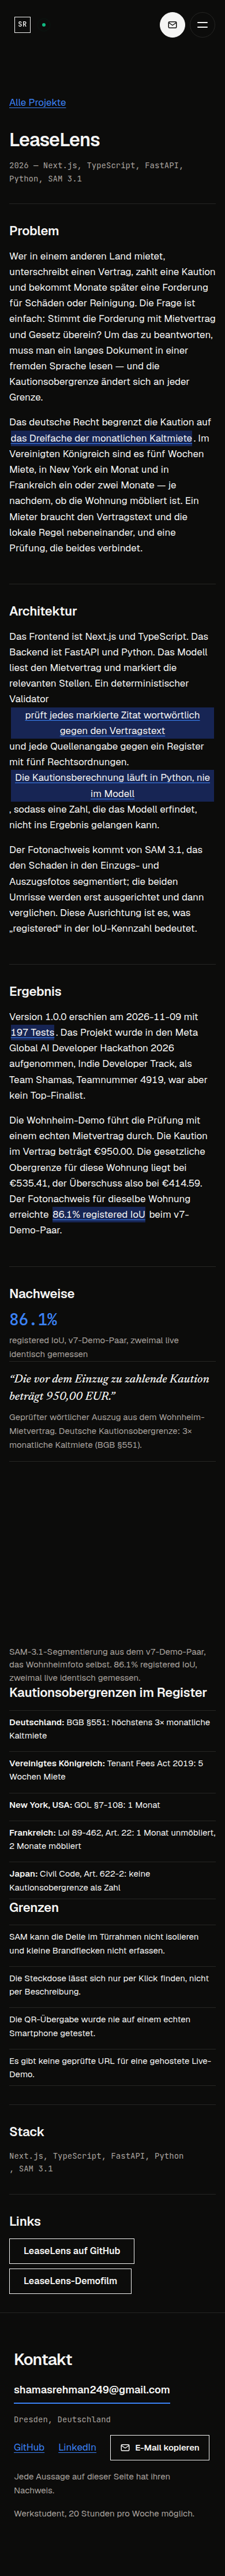 SR
Alle Projekte
LeaseLens
2026 — Next.js, TypeScript, FastAPI,
Python, SAM 3.1
Problem
Wer in einem anderen Land mietet,
unterschreibt einen Vertrag, zahlt eine Kaution
und bekommt Monate später eine Forderung
für Schäden oder Reinigung. Die Frage ist
einfach: Stimmt die Forderung mit Mietvertrag
und Gesetz überein? Um das zu beantworten,
muss man ein langes Dokument in einer
fremden Sprache lesen — und die
Kautionsobergrenze ändert sich an jeder
Grenze.
Das deutsche Recht begrenzt die Kaution auf
das Dreifache der monatlichen Kaltmiete. Im
Vereinigten Königreich sind es fünf Wochen
Miete, in New York ein Monat und in
Frankreich ein oder zwei Monate — je
nachdem, ob die Wohnung möbliert ist. Ein
Mieter braucht den Vertragstext und die
lokale Regel nebeneinander, und eine
Prüfung, die beides verbindet.
Architektur
Das Frontend ist Next.js und TypeScript. Das
Backend ist FastAPI und Python. Das Modell
liest den Mietvertrag und markiert die
relevanten Stellen. Ein deterministischer
Validator
prüft jedes markierte Zitat wortwörtlich
gegen den Vertragstext
und jede Quellenangabe gegen ein Register
mit fünf Rechtsordnungen.
Die Kautionsberechnung läuft in Python, nie
im Modell
, sodass eine Zahl, die das Modell erfindet,
nicht ins Ergebnis gelangen kann.
Der Fotonachweis kommt von SAM 3.1, das
den Schaden in den Einzugs- und
Auszugsfotos segmentiert; die beiden
Umrisse werden erst ausgerichtet und dann
verglichen. Diese Ausrichtung ist es, was
„registered“ in der IoU-Kennzahl bedeutet.
Ergebnis
Version 1.0.0 erschien am 2026-11-09 mit
197 Tests. Das Projekt wurde in den Meta
Global AI Developer Hackathon 2026
aufgenommen, Indie Developer Track, als
Team Shamas, Teamnummer 4919, war aber
kein Top-Finalist.
Die Wohnheim-Demo führt die Prüfung mit
einem echten Mietvertrag durch. Die Kaution
im Vertrag beträgt €950.00. Die gesetzliche
Obergrenze für diese Wohnung liegt bei
€535.41, der Überschuss also bei €414.59.
Der Fotonachweis für dieselbe Wohnung
erreichte 86.1% registered IoU beim v7-
Demo-Paar.
Nachweise
86.1%
registered IoU, v7-Demo-Paar, zweimal live
identisch gemessen
“Die vor dem Einzug zu zahlende Kaution
beträgt 950,00 EUR.”
Geprüfter wörtlicher Auszug aus dem Wohnheim-
Mietvertrag. Deutsche Kautionsobergrenze: 3×
monatliche Kaltmiete (BGB §551).
SAM-3.1-Segmentierung aus dem v7-Demo-Paar,
das Wohnheimfoto selbst. 86.1% registered IoU,
zweimal live identisch gemessen.
Kautionsobergrenzen im Register
Deutschland: BGB §551: höchstens 3× monatliche
Kaltmiete
Vereinigtes Königreich: Tenant Fees Act 2019: 5
Wochen Miete
New York, USA: GOL §7-108: 1 Monat
Frankreich: Loi 89-462, Art. 22: 1 Monat unmöbliert,
2 Monate möbliert
Japan: Civil Code, Art. 622-2: keine
Kautionsobergrenze als Zahl
Grenzen
SAM kann die Delle im Türrahmen nicht isolieren
und kleine Brandflecken nicht erfassen.
Die Steckdose lässt sich nur per Klick finden, nicht
per Beschreibung.
Die QR-Übergabe wurde nie auf einem echten
Smartphone getestet.
Es gibt keine geprüfte URL für eine gehostete Live-
Demo.
Stack
Next.js, TypeScript, FastAPI, Python
, SAM 3.1
Links
LeaseLens auf GitHub
LeaseLens-Demofilm
Kontakt
shamasrehman249@gmail.com
Dresden, Deutschland
GitHub LinkedIn E-Mail kopieren
Jede Aussage auf dieser Seite hat ihren
Nachweis.
Werkstudent, 20 Stunden pro Woche möglich.